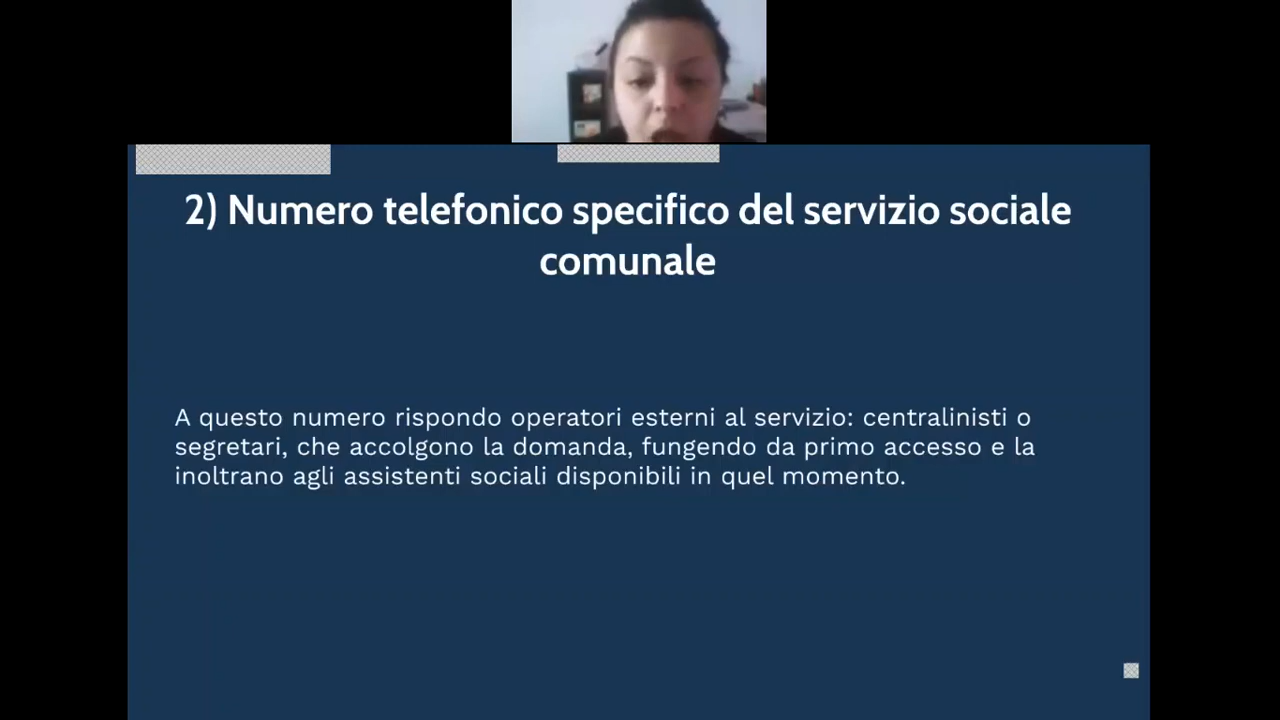 2) Numero telefonico specifico del servizio sociale
comunale
A questo numero rispondo operatori esterni al servizio: centralinisti o
segretari, che accolgono la domanda, fungendo da primo accesso e la
inoltrano agli assistenti sociali disponibili in quel momento.